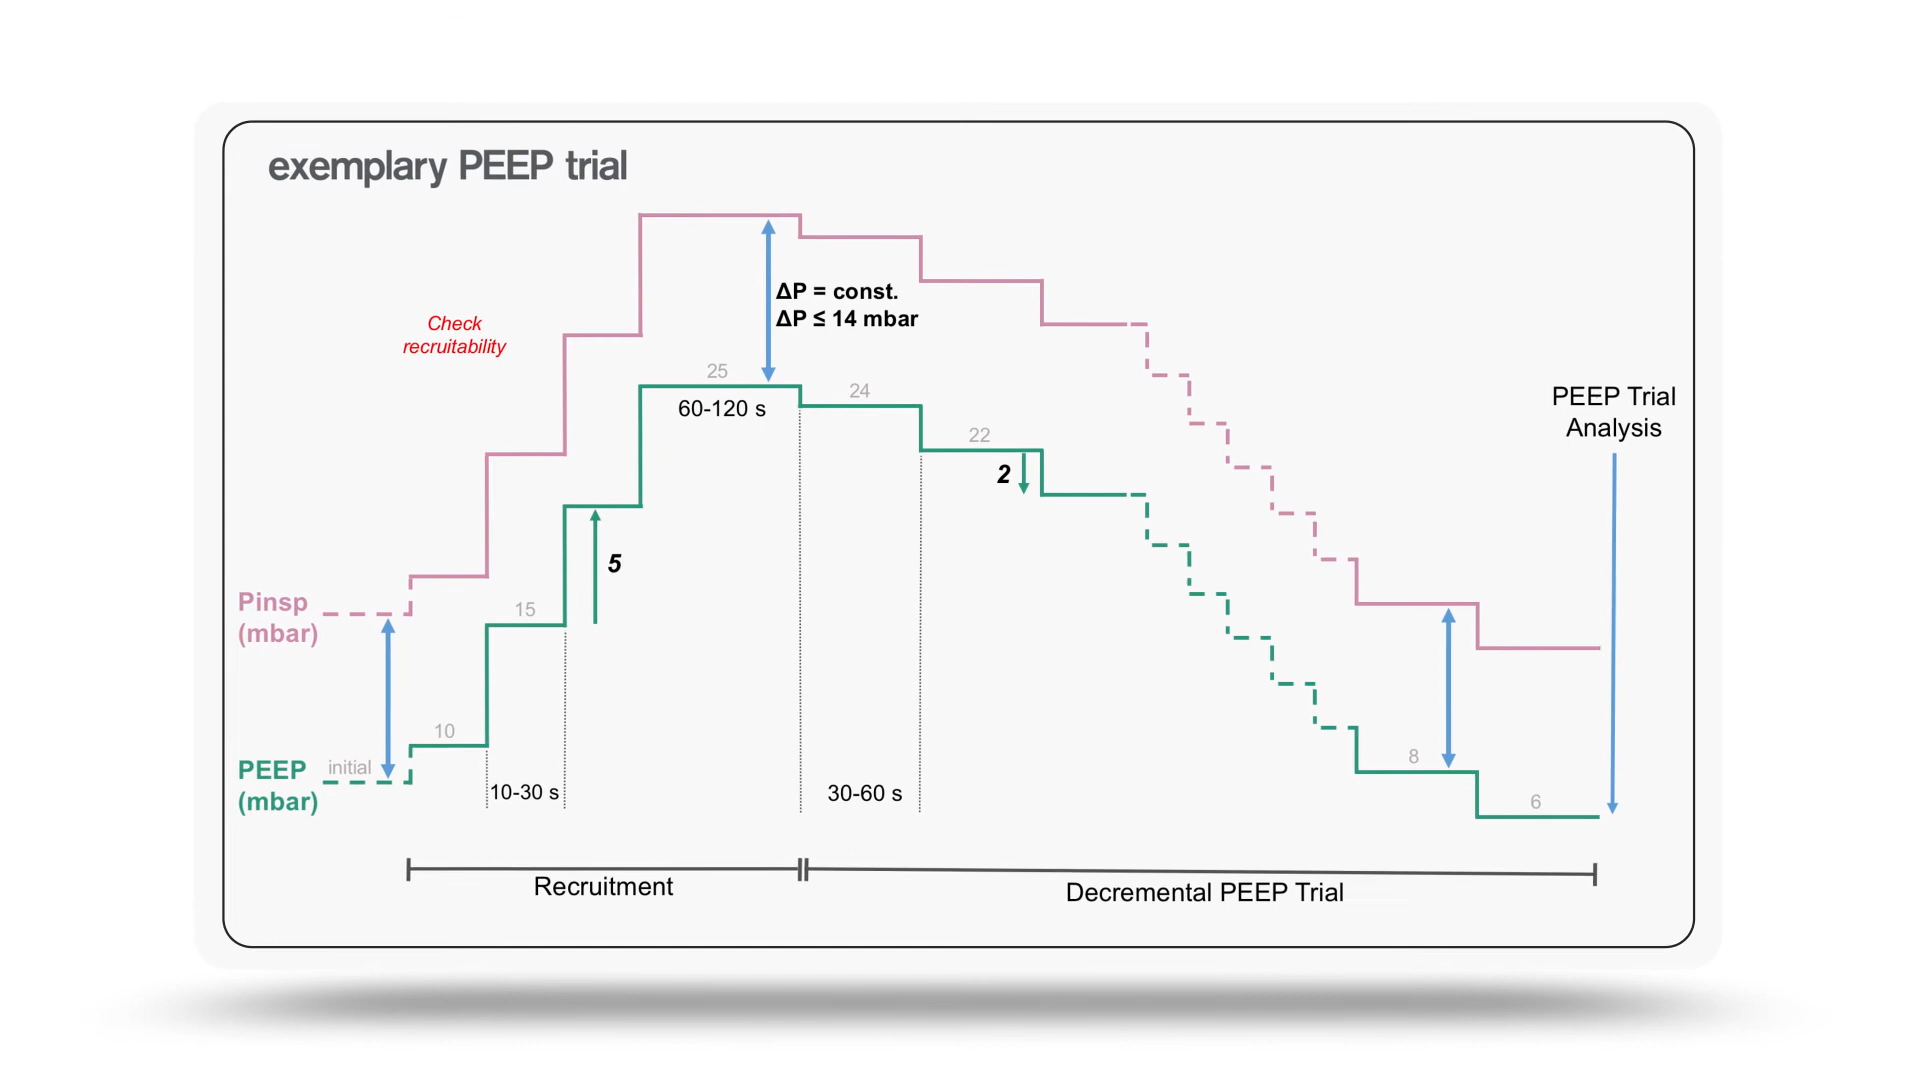 exemplary PEEP trial
Check
recruitability
ΔP = const.
ΔP ≤ 14 mbar
25
24
60-120 s
22
2
PEEP Trial
Analysis
5
Pinsp
(mbar)
15
10
8
PEEP
(mbar)
initial
10-30 s
30-60 s
6
Recruitment
Decremental PEEP Trial